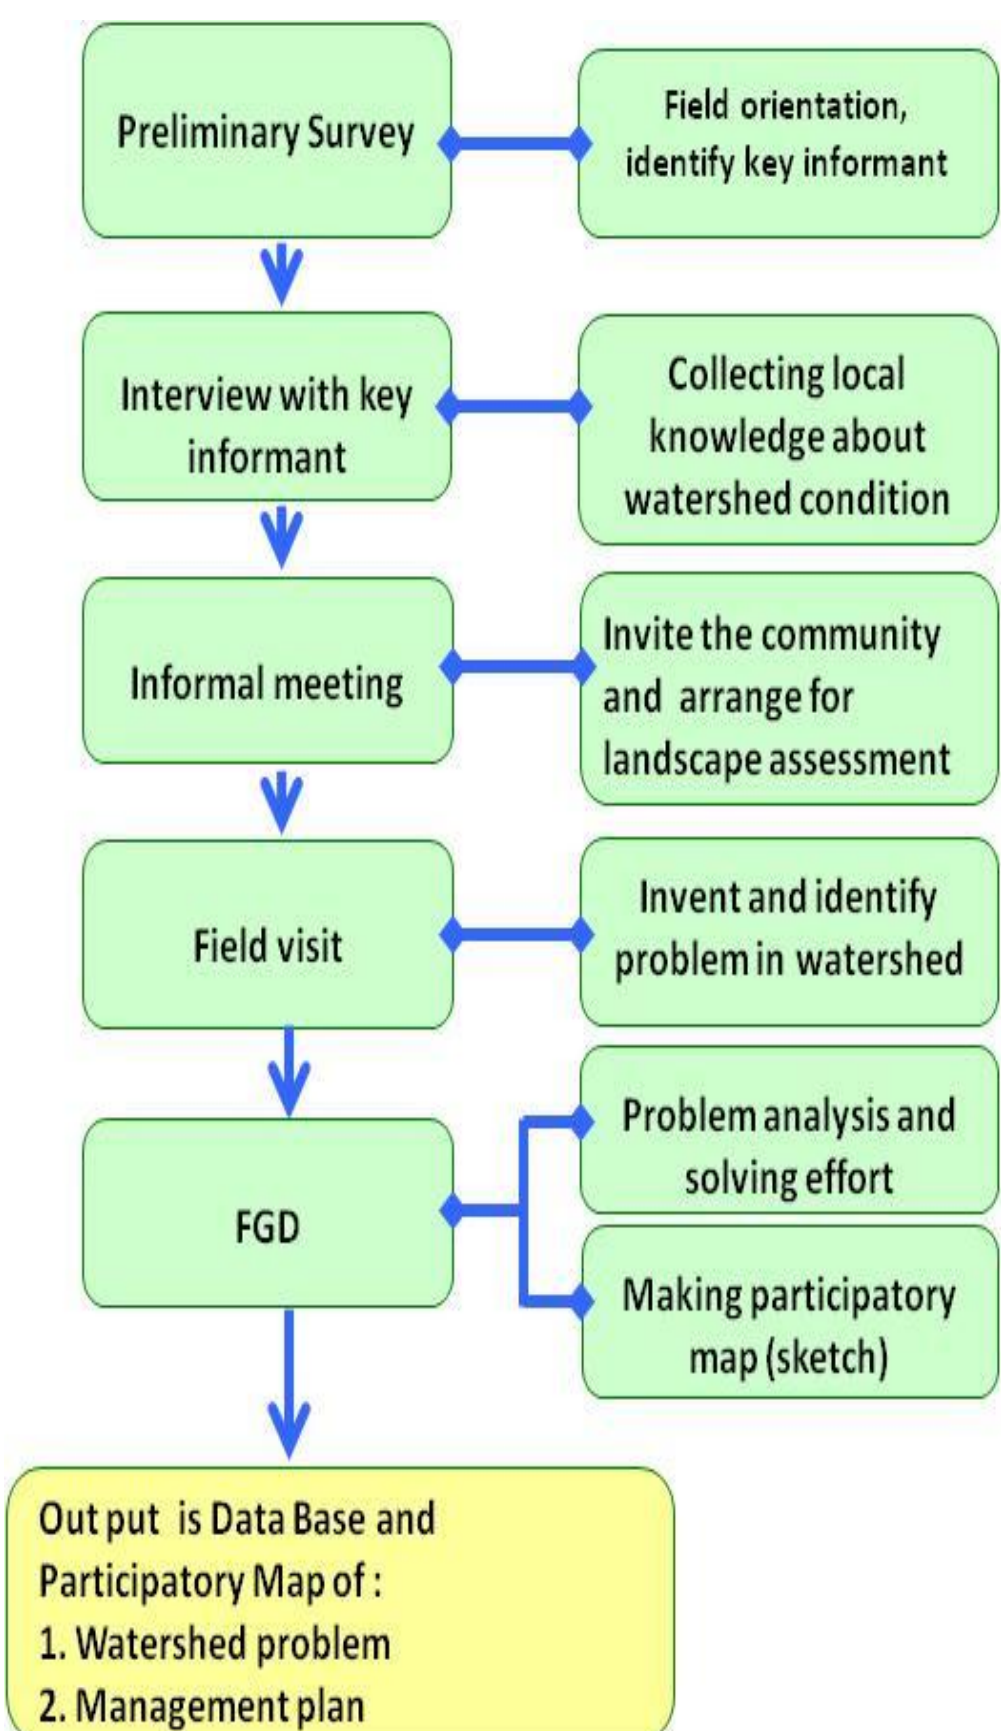 Preliminary Survey
Field orientation,
identify key informant
Interview with key
informant
Collecting local
knowledge about
watershed condition
Informal meeting
Invite the community
and arrange for
landscape assessment
Field visit
Invent and identify
problem in watershed
FGD
Problem analysis and
solving effort
Making participatory
map (sketch)
Out put is Data Base and
Participatory Map of :
1. Watershed problem
2. Management plan